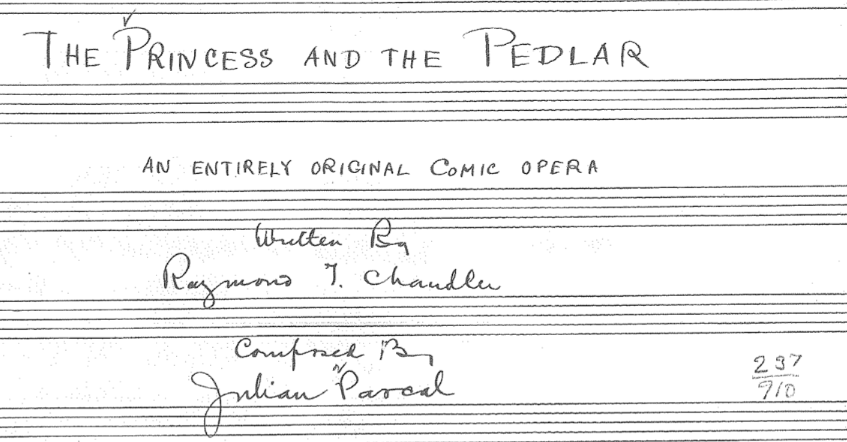 THE PRINCESS AND THE PEDLAR
AN ENTIRELY ORIGINAL COMIC OPERA
Written By
Raymond T. Chandler
Composed By
Julian Pascal
237
910